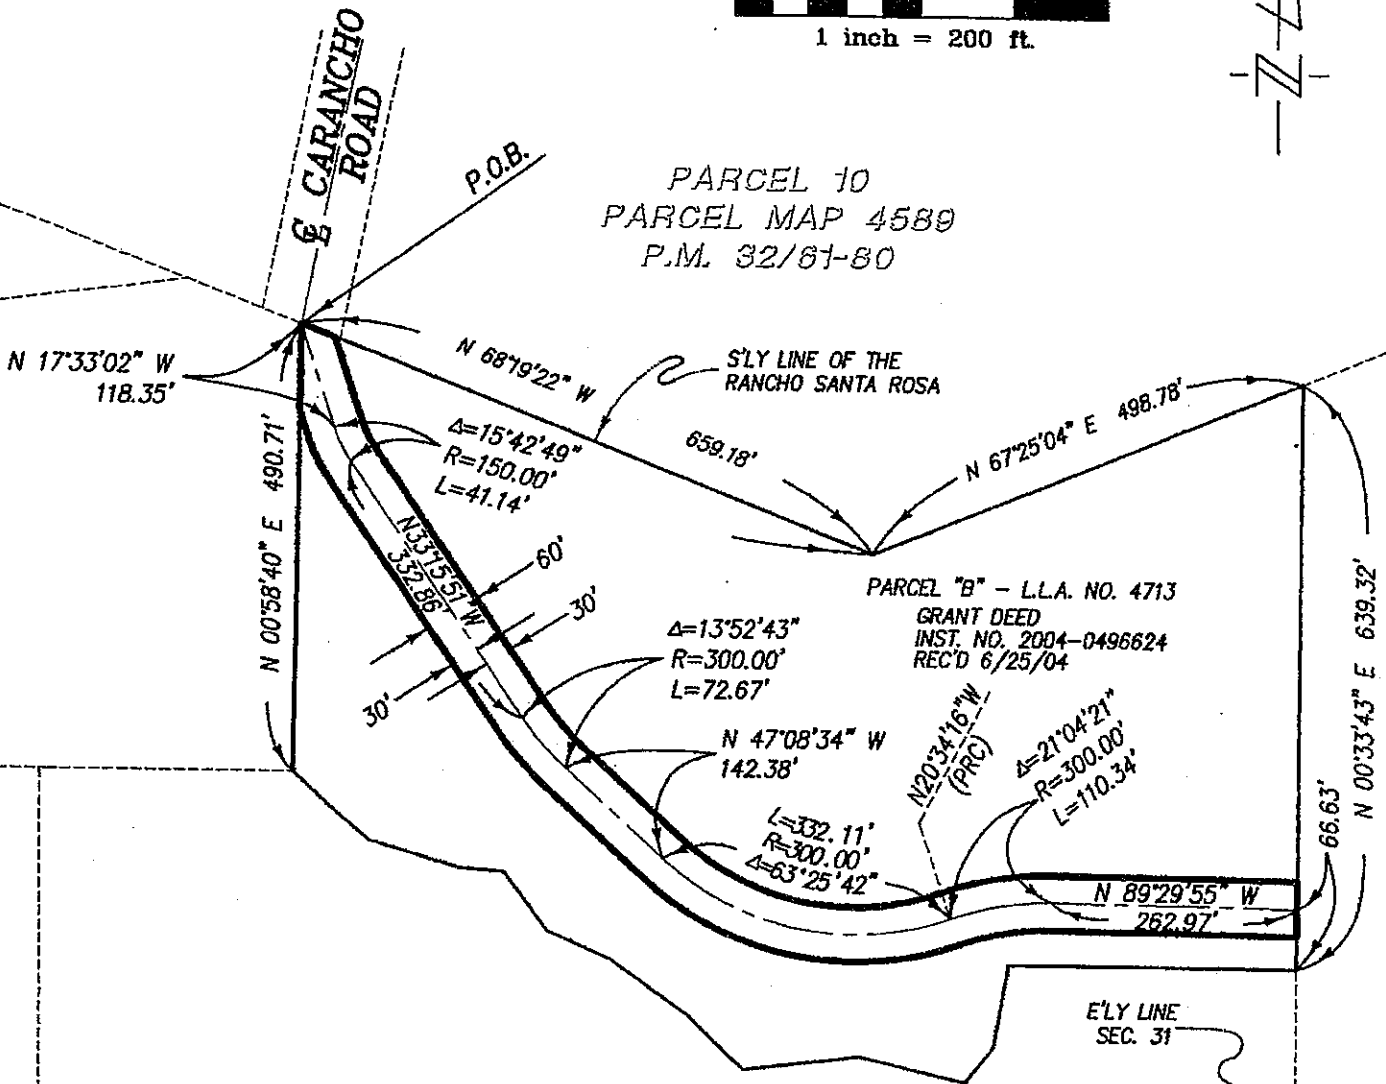 1 inch = 200 ft.
N
℄ CARANCHO
ROAD
P.O.B.
PARCEL 10
PARCEL MAP 4589
P.M. 32/61-80
N 17°33'02" W
118.35'
N 68°19'22" W
659.18'
S'LY LINE OF THE
RANCHO SANTA ROSA
N 67°25'04" E 498.78'
Δ=15°42'49"
R=150.00'
L=41.14'
N 00°58'40" E 490.71'
N33°15'51"W
332.86'
60'
30'
30'
PARCEL "B" - L.L.A. NO. 4713
GRANT DEED
INST. NO. 2004-0496624
REC'D 6/25/04
Δ=13°52'43"
R=300.00'
L=72.67'
N 47°08'34" W
142.38'
N20°34'16"W
(PRC)
Δ=21°04'21"
R=300.00'
L=110.34'
L=332.11'
R=300.00'
Δ=63°25'42"
N 89°29'55" W
262.97'
66.63'
N 00°33'43" E 639.32'
E'LY LINE
SEC. 31